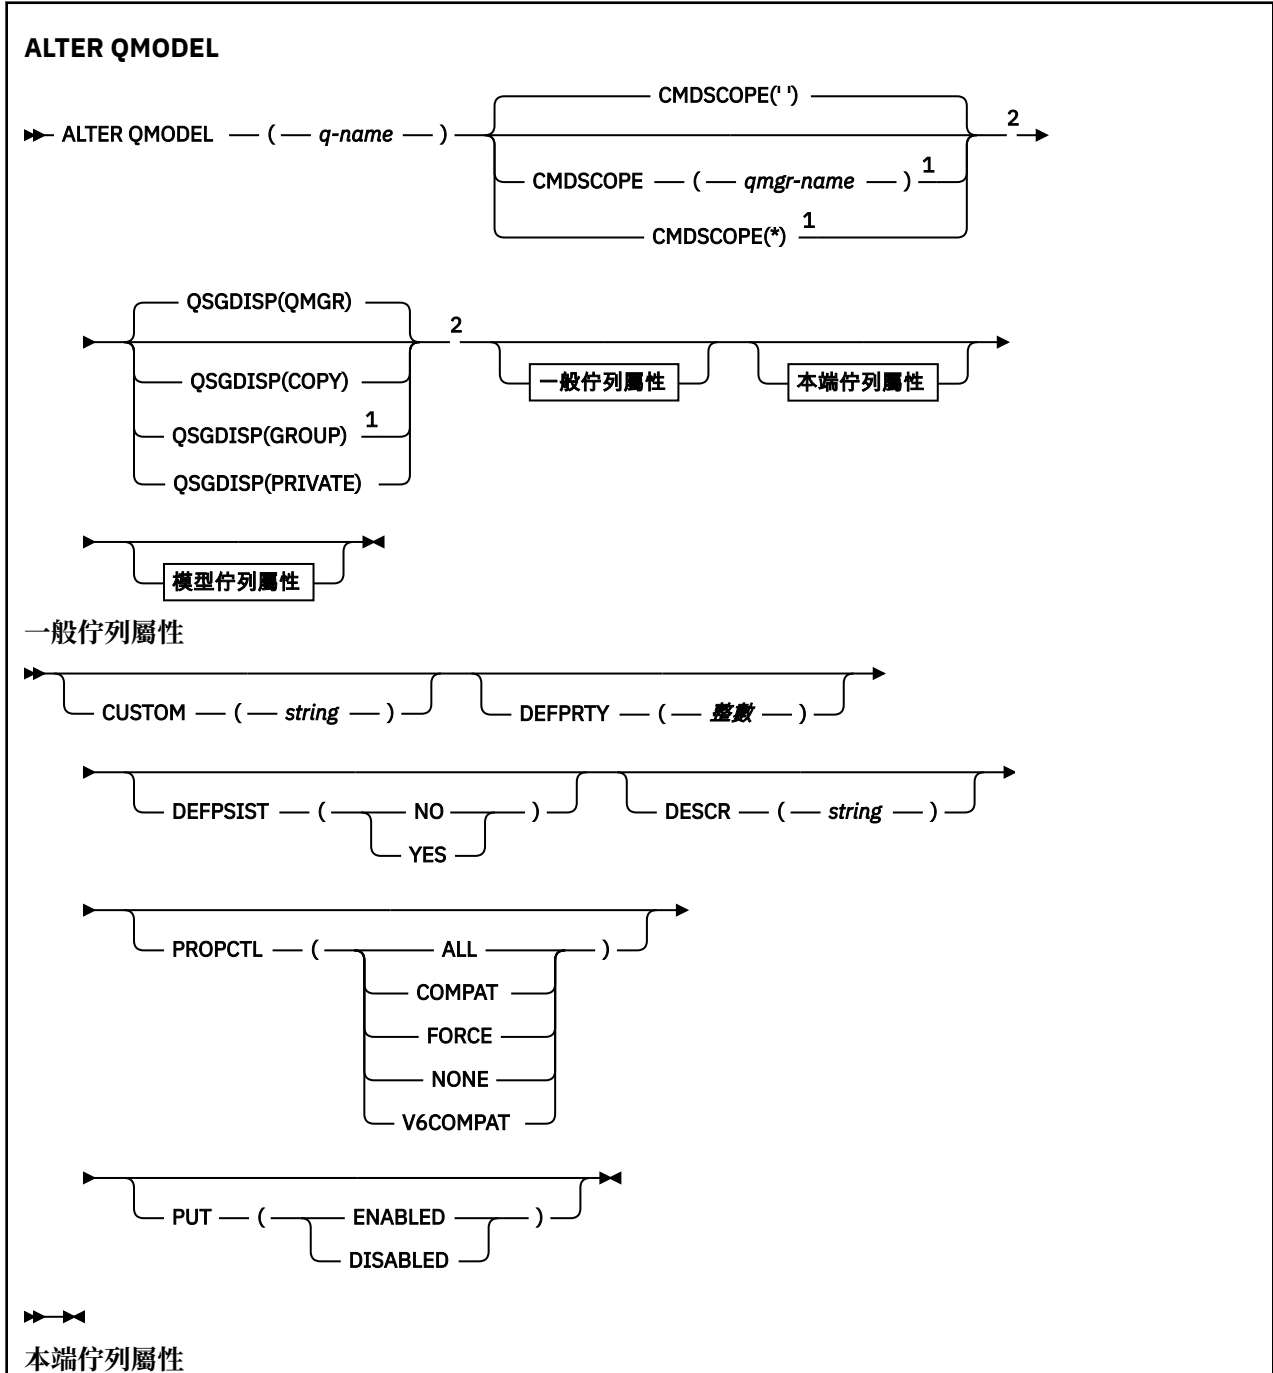 ALTER QMODEL
CMDSCOPE(' ')
ALTER QMODEL ( q-name ) 2
CMDSCOPE ( qmgr-name ) 1
CMDSCOPE(*) 1
QSGDISP(QMGR)
2
QSGDISP(COPY) 一般佇列屬性 本端佇列屬性
QSGDISP(GROUP) 1
QSGDISP(PRIVATE)
模型佇列屬性
一般佇列屬性
CUSTOM ( string ) DEFPRTY ( 整數 )
DEFPSIST ( NO ) DESCR ( string )
YES
PROPCTL ( ALL )
COMPAT
FORCE
NONE
V6COMPAT
PUT ( ENABLED )
DISABLED
本端佇列屬性